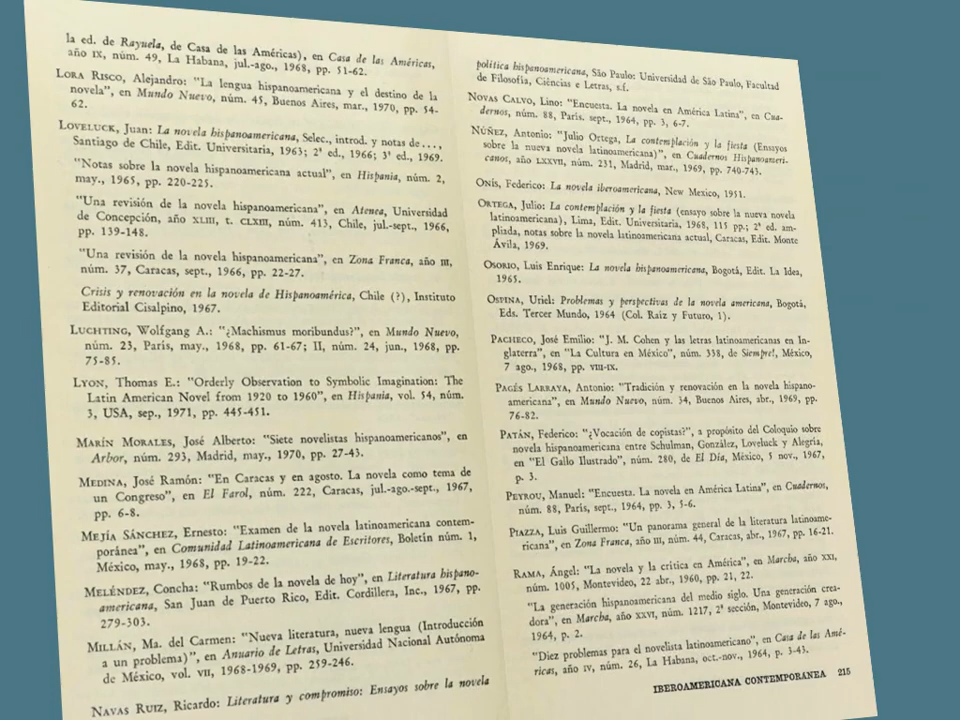 la ed. de Rayuela, de Casa de las Américas), en Casa de las Américas,
año IX, núm. 49, La Habana, jul.-ago., 1968, pp. 51-62.
LORA RISCO, Alejandro: "La lengua hispanoamericana y el destino de la
novela", en Mundo Nuevo, núm. 45, Buenos Aires, mar., 1970, pp. 54-
62.
LOVELUCK, Juan: La novela hispanoamericana, Selec., introd. y notas de...,
Santiago de Chile, Edit. Universitaria, 1963; 2ª ed., 1966; 3ª ed., 1969.
"Notas sobre la novela hispanoamericana actual", en Hispania, núm. 2,
may., 1965, pp. 220-225.
"Una revisión de la novela hispanoamericana", en Atenea, Universidad
de Concepción, año XLIII, t. CLXIII, núm. 413, Chile, jul.-sept., 1966,
pp. 139-148.
"Una revisión de la novela hispanoamericana", en Zona Franca, año III,
núm. 37, Caracas, sept., 1966, pp. 22-27.
Crisis y renovación en la novela de Hispanoamérica, Chile (?), Instituto
Editorial Cisalpino, 1967.
LUCHTING, Wolfgang A.: "¿Machismus moribundus?", en Mundo Nuevo,
núm. 23, París, may., 1968, pp. 61-67; II, núm. 24, jun., 1968, pp.
75-85.
LYON, Thomas E.: "Orderly Observation to Symbolic Imagination: The
Latin American Novel from 1920 to 1960", en Hispania, vol. 54, núm.
3, USA, sep., 1971, pp. 445-451.
MARÍN MORALES, José Alberto: "Siete novelistas hispanoamericanos", en
Arbor, núm. 293, Madrid, may., 1970, pp. 27-43.
MEDINA, José Ramón: "En Caracas y en agosto. La novela como tema de
un Congreso", en El Farol, núm. 222, Caracas, jul.-ago.-sept., 1967,
pp. 6-8.
MEJÍA SÁNCHEZ, Ernesto: "Examen de la novela latinoamericana contem-
poránea", en Comunidad Latinoamericana de Escritores, Boletín núm. 1,
México, may., 1968, pp. 19-22.
MELÉNDEZ, Concha: "Rumbos de la novela de hoy", en Literatura hispano-
americana, San Juan de Puerto Rico, Edit. Cordillera, Inc., 1967, pp.
279-303.
MILLÁN, Ma. del Carmen: "Nueva literatura, nueva lengua (Introducción
a un problema)", en Anuario de Letras, Universidad Nacional Autónoma
de México, vol. VII, 1968-1969, pp. 259-246.
NAVAS RUIZ, Ricardo: Literatura y compromiso: Ensayos sobre la novela
política hispanoamericana, São Paulo: Universidad de São Paulo, Facultad
de Filosofía, Ciências e Letras, s.f.
NOVAS CALVO, Lino: "Encuesta. La novela en América Latina", en Cua-
dernos, núm. 88, París. sept., 1964, pp. 3, 6-7.
NÚÑEZ, Antonio: "Julio Ortega, La contemplación y la fiesta (Ensayos
sobre la nueva novela latinoamericana)", en Cuadernos Hispanoameri-
canos, año LXXVII, núm. 231, Madrid, mar., 1969, pp. 740-743.
ONÍS, Federico: La novela iberoamericana, New Mexico, 1951.
ORTEGA, Julio: La contemplación y la fiesta (ensayo sobre la nueva novela
latinoamericana), Lima, Edit. Universitaria, 1968, 115 pp.; 2ª ed. am-
pliada, notas sobre la novela latinoamericana actual, Caracas, Edit. Monte
Ávila, 1969.
OSORIO, Luis Enrique: La novela hispanoamericana, Bogotá, Edit. La Idea,
1965.
OSPINA, Uriel: Problemas y perspectivas de la novela americana, Bogotá,
Eds. Tercer Mundo, 1964 (Col. Raíz y Futuro, 1).
PACHECO, José Emilio: "J. M. Cohen y las letras latinoamericanas en In-
glaterra", en "La Cultura en México", núm. 338, de Siempre!, México,
7 ago., 1968, pp. VIII-IX.
PAGÉS LARRAYA, Antonio: "Tradición y renovación en la novela hispano-
americana", en Mundo Nuevo, núm. 34, Buenos Aires, abr., 1969, pp.
76-82.
PATÁN, Federico: "¿Vocación de copistas?", a propósito del Coloquio sobre
novela hispanoamericana entre Schulman, González, Loveluck y Alegría,
en "El Gallo Ilustrado", núm. 280, de El Día, México, 5 nov., 1967,
p. 3.
PEYROU, Manuel: "Encuesta. La novela en América Latina", en Cuadernos,
núm. 88, París, sept., 1964, pp. 3, 5-6.
PIAZZA, Luis Guillermo: "Un panorama general de la literatura latinoame-
ricana", en Zona Franca, año III, núm. 44, Caracas, abr., 1967, pp. 16-21.
RAMA, Ángel: "La novela y la crítica en América", en Marcha, año XXI,
núm. 1005, Montevideo, 22 abr., 1960, pp. 21, 22.
"La generación hispanoamericana del medio siglo. Una generación crea-
dora", en Marcha, año XXVI, núm. 1217, 2ª sección, Montevideo, 7 ago.,
1964, p. 2.
"Diez problemas para el novelista latinoamericano", en Casa de las Amé-
ricas, año IV, núm. 26, La Habana, oct.-nov., 1964, p. 3-43.
IBEROAMERICANA CONTEMPORÁNEA 215